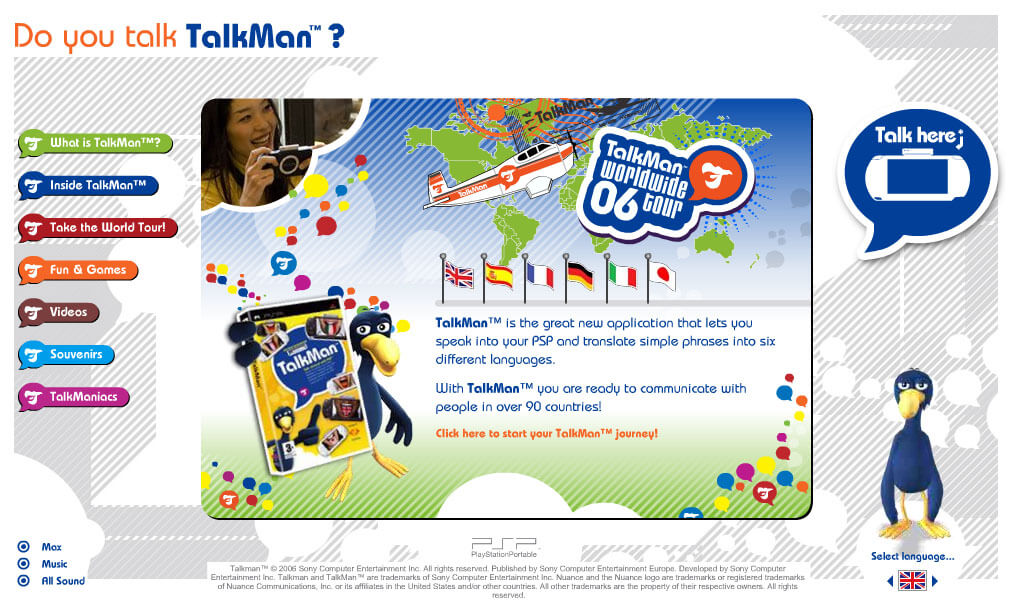 Do you talk TalkMan™ ?
Talk here¡
What is TalkMan™?
Inside TalkMan™
Take the World Tour!
Fun & Games
Videos
Souvenirs
TalkManiacs
TalkMan
TalkMan
TalkMan™
worldwide
06 tour
PSP
TalkMan™
TalkMan™ is the great new application that lets you
speak into your PSP and translate simple phrases into six
different languages.
With TalkMan™ you are ready to communicate with
people in over 90 countries!
Click here to start your TalkMan™ journey!
Max
Music
All Sound
PSP
PlayStationPortable
Select language...
Talkman™ © 2006 Sony Computer Entertainment Inc. All rights reserved. Published by Sony Computer Entertainment Europe. Developed by Sony Computer
Entertainment Inc. Talkman and TalkMan™ are trademarks of Sony Computer Entertainment Inc. Nuance and the Nuance logo are trademarks or registered trademarks
of Nuance Communications, Inc. or its affiliates in the United States and/or other countries. All other trademarks are the property of their respective owners. All rights
reserved.